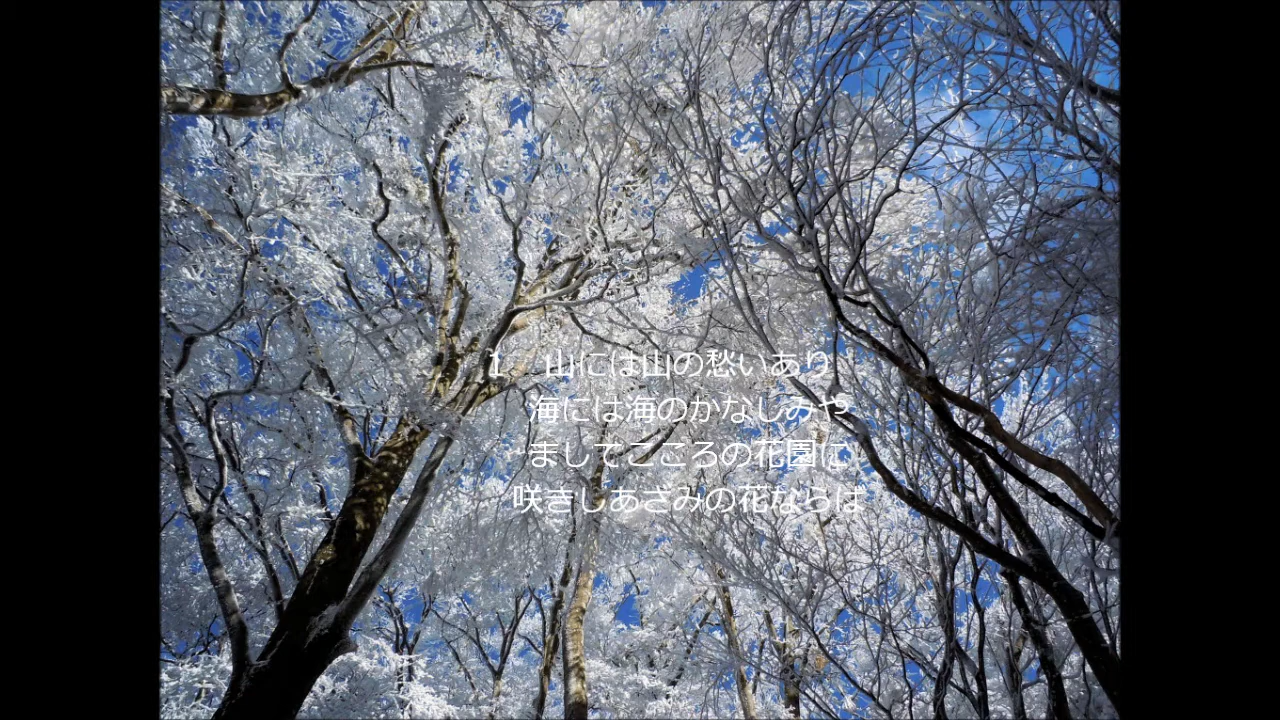 1. 山には山の愁いあり
海には海のかなしみや
ましてこころの花園に
咲きしあざみの花ならば